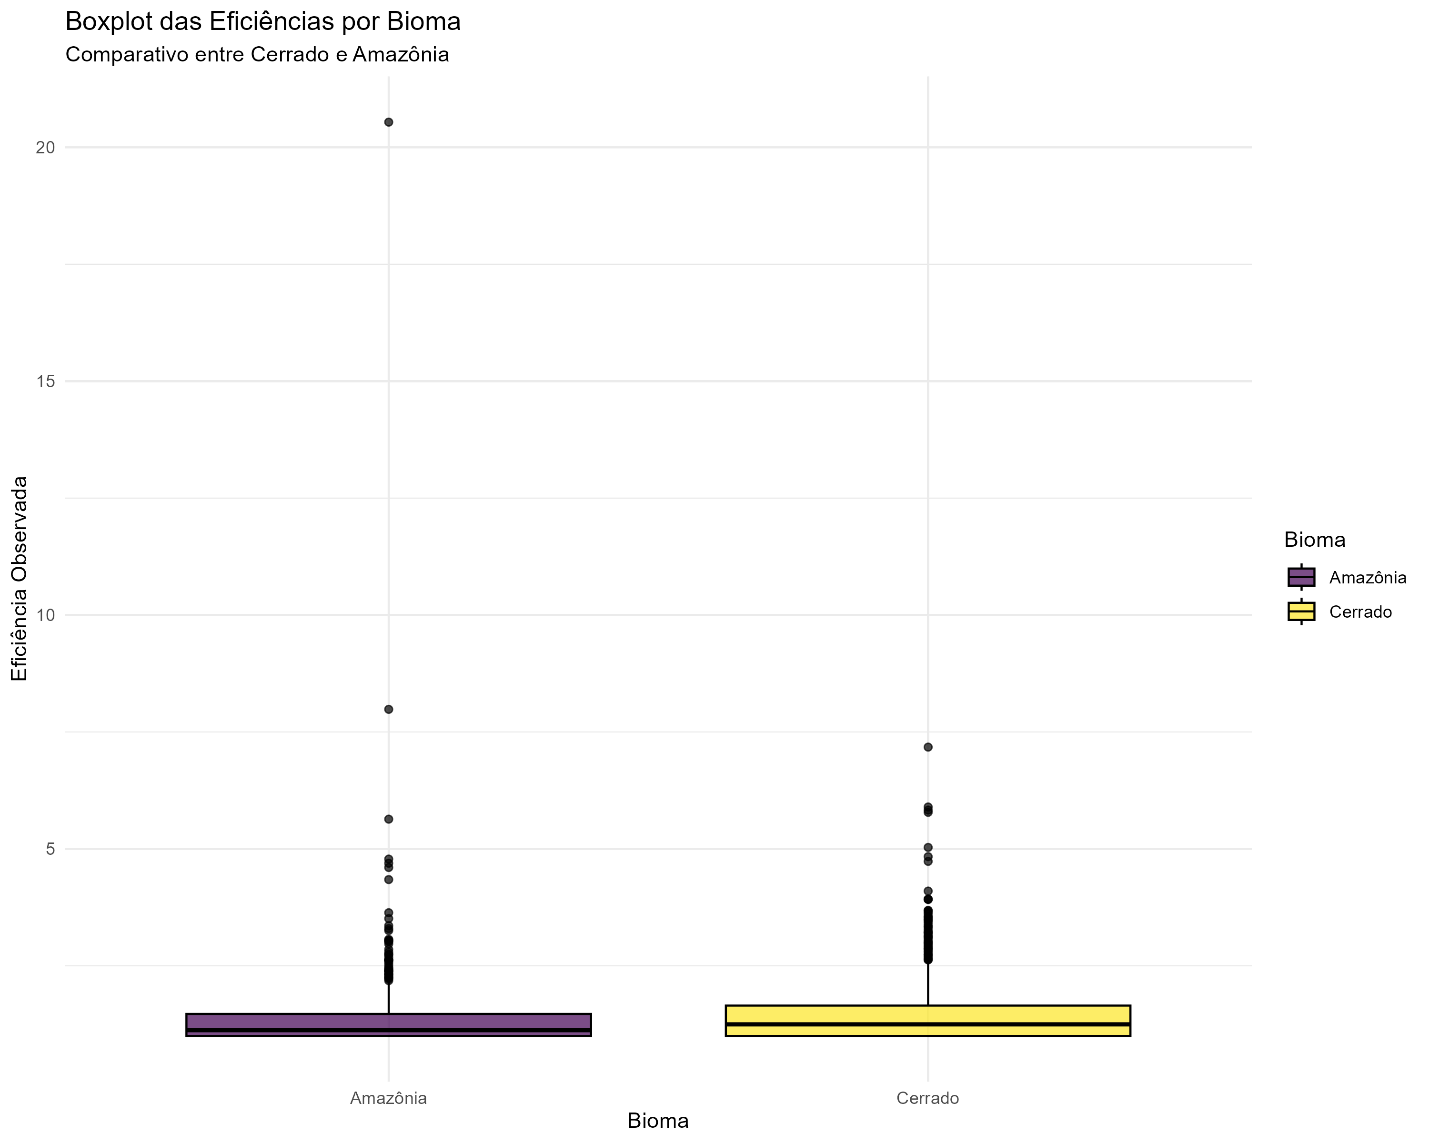 Boxplot das Eficiências por Bioma
Comparativo entre Cerrado e Amazônia
20
15
10
5
Eficiência Observada
Amazônia
Cerrado
Bioma
Bioma
Amazônia
Cerrado